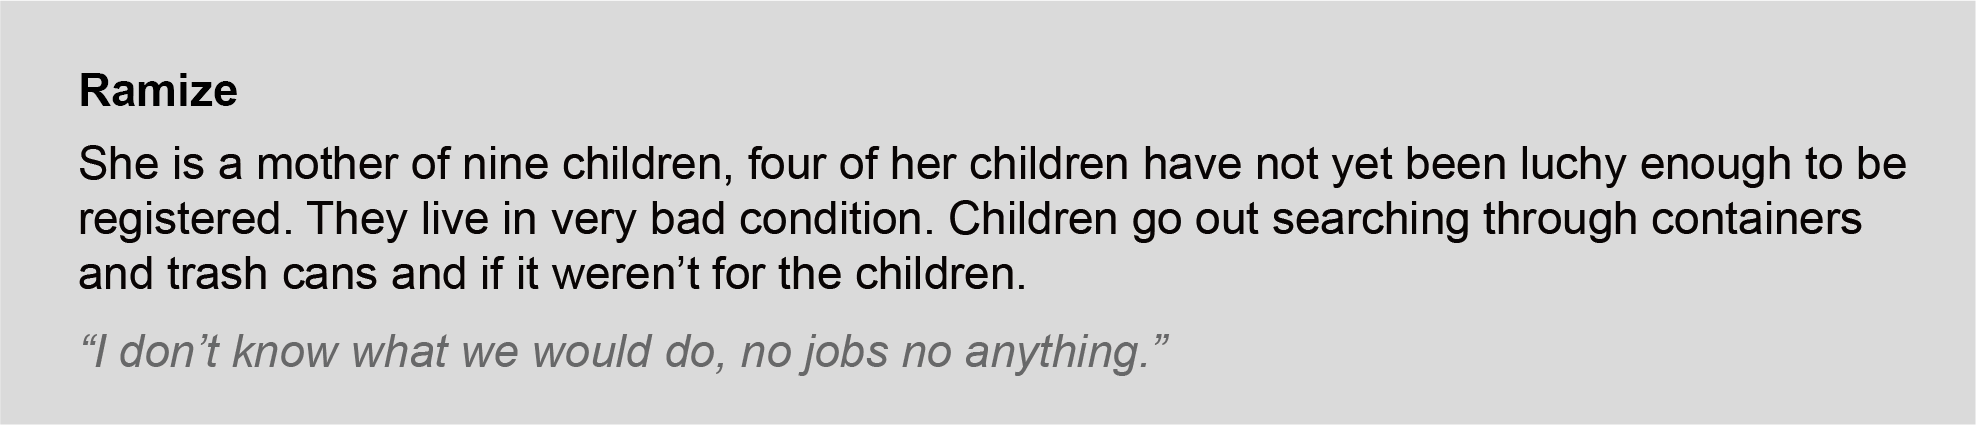 Ramize
She is a mother of nine children, four of her children have not yet been luchy enough to be
registered. They live in very bad condition. Children go out searching through containers
and trash cans and if it weren’t for the children.
“I don’t know what we would do, no jobs no anything.”